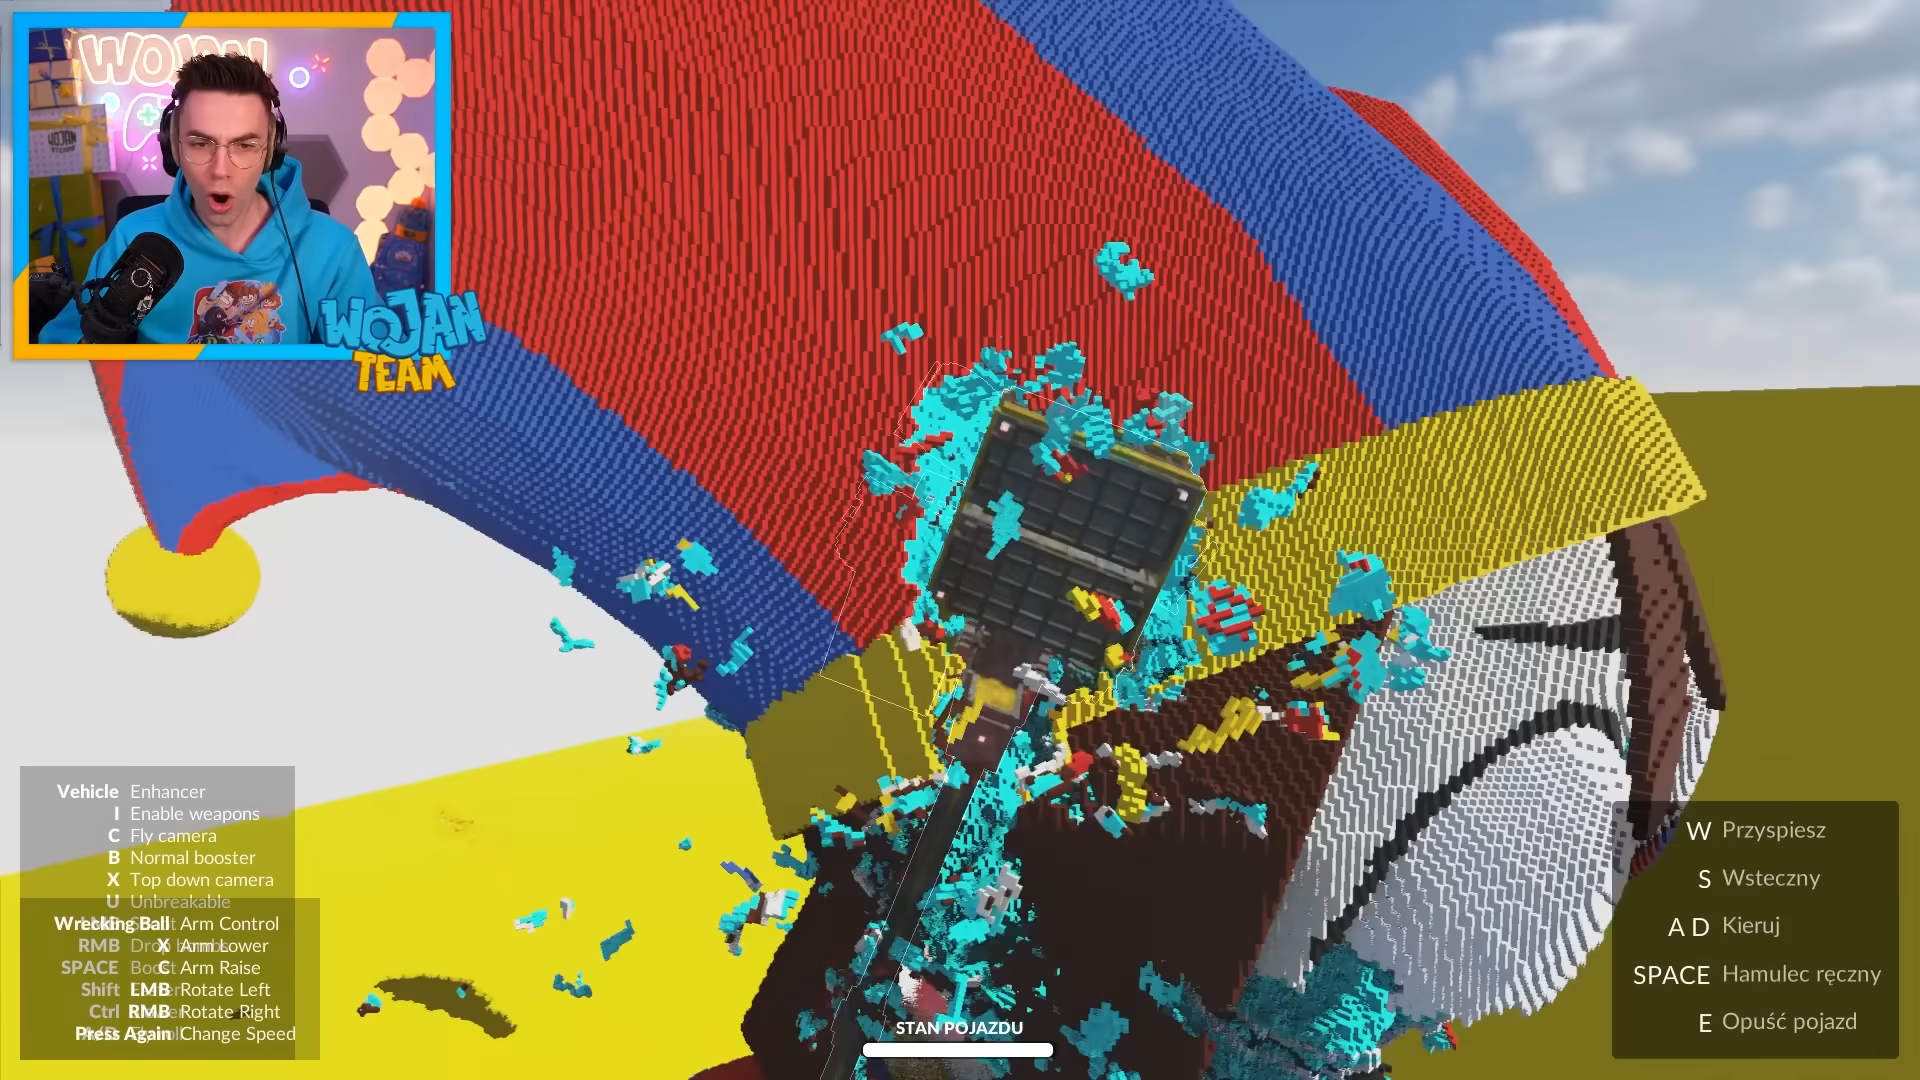 WOJAN
WOJAN
TEAM
Vehicle Enhancer
I Enable weapons
C Fly camera
B Normal booster
X Top down camera
U Unbreakable
Wrecking Ball Arm Control
RMB X Arm Lower
SPACE C Arm Raise
Shift LMB Rotate Left
Ctrl RMB Rotate Right
Press Again Change Speed
STAN POJAZDU
W Przyspiesz
S Wsteczny
A D Kieruj
SPACE Hamulec ręczny
E Opuść pojazd